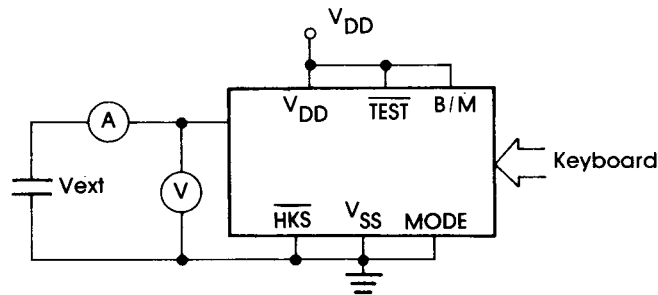 VDD
VDD TEST B/M
A
Vext
V
Keyboard
HKS VSS MODE